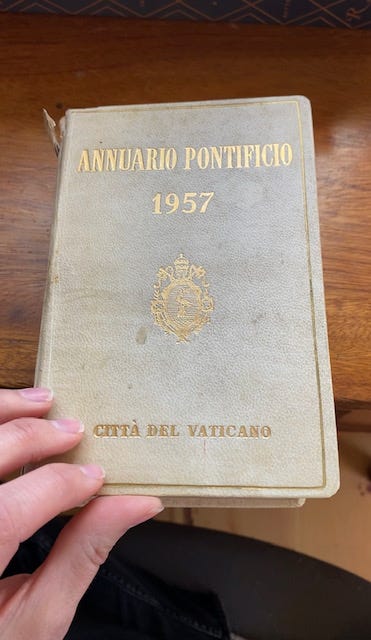 ANNUARIO PONTIFICIO
1957
CITTÀ DEL VATICANO